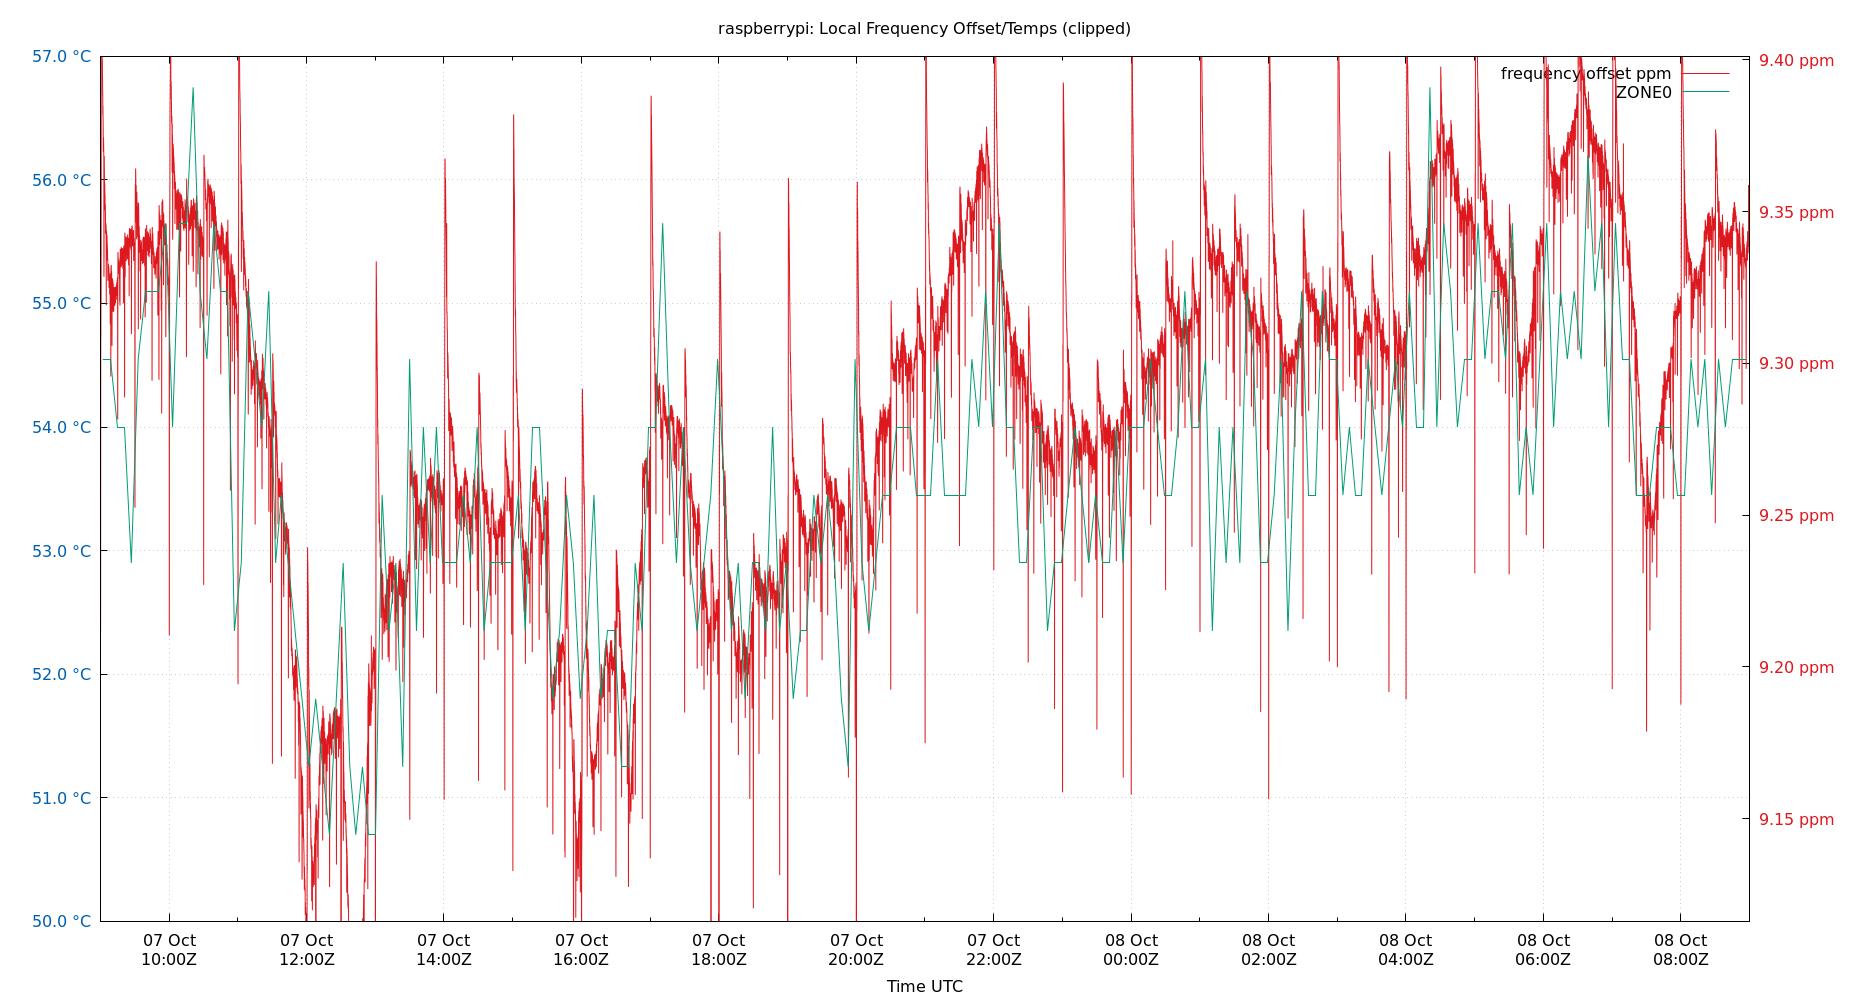 raspberrypi: Local Frequency Offset/Temps (clipped)
57.0 °C
56.0 °C
55.0 °C
54.0 °C
53.0 °C
52.0 °C
51.0 °C
50.0 °C
frequency offset ppm
ZONE0
9.40 ppm
9.35 ppm
9.30 ppm
9.25 ppm
9.20 ppm
9.15 ppm
07 Oct 07 Oct 07 Oct 07 Oct 07 Oct 07 Oct 07 Oct 08 Oct 08 Oct 08 Oct 08 Oct 08 Oct
10:00Z 12:00Z 14:00Z 16:00Z 18:00Z 20:00Z 22:00Z 00:00Z 02:00Z 04:00Z 06:00Z 08:00Z
Time UTC